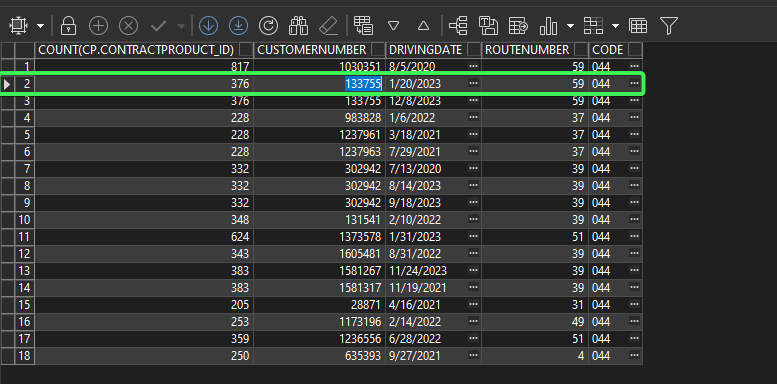 COUNT(CP.CONTRACTPRODUCT_ID) CUSTOMERNUMBER DRIVINGDATE ROUTENUMBER CODE
1 817 1030351 8/5/2020 ... 59 044 ...
2 376 133755 1/20/2023 ... 59 044 ...
3 376 133755 12/8/2023 ... 59 044 ...
4 228 983828 1/6/2022 ... 37 044 ...
5 228 1237961 3/18/2021 ... 37 044 ...
6 228 1237963 7/29/2021 ... 37 044 ...
7 332 302942 7/13/2020 ... 39 044 ...
8 332 302942 8/14/2023 ... 39 044 ...
9 332 302942 9/18/2023 ... 39 044 ...
10 348 131541 2/10/2022 ... 39 044 ...
11 624 1373578 1/31/2023 ... 51 044 ...
12 343 1605481 8/31/2022 ... 39 044 ...
13 383 1581267 11/24/2023 ... 39 044 ...
14 383 1581317 11/19/2021 ... 39 044 ...
15 205 28871 4/16/2021 ... 31 044 ...
16 253 1173196 2/14/2022 ... 49 044 ...
17 359 1236556 6/28/2022 ... 51 044 ...
18 250 635393 9/27/2021 ... 4 044 ...